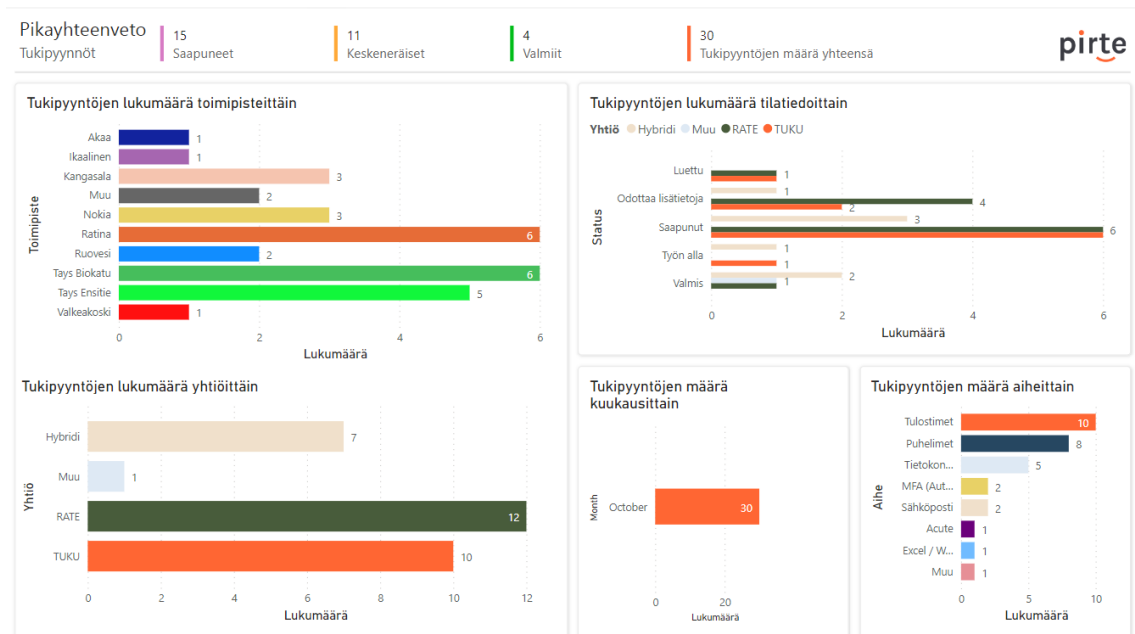 Pikayhteenveto
Tukipyynnöt
15
Saapuneet
11
Keskeneräiset
4
Valmiit
30
Tukipyyntöjen määrä yhteensä
pirte
Tukipyyntöjen lukumäärä toimipisteittäin
Toimipiste
Akaa 1
Ikaalinen 1
Kangasala 3
Muu 2
Nokia 3
Ratina 6
Ruovesi 2
Tays Biokatu 6
Tays Ensitie 5
Valkeakoski 1
0 2 4 6
Lukumäärä
Tukipyyntöjen lukumäärä tilatiedoittain
Yhtiö Hybridi Muu RATE TUKU
Status
Luettu 1
Odottaa lisätietoja 1 4 2
Saapunut 3 6
Työn alla 1 1
Valmis 2 1
0 2 4 6
Lukumäärä
Tukipyyntöjen lukumäärä yhtiöittäin
Yhtiö
Hybridi 7
Muu 1
RATE 12
TUKU 10
0 2 4 6 8 10 12
Lukumäärä
Tukipyyntöjen määrä
kuukausittain
Month
October 30
0 20
Lukumäärä
Tukipyyntöjen määrä aiheittain
Aihe
Tulostimet 10
Puhelimet 8
Tietokon... 5
MFA (Aut... 2
Sähköposti 2
Acute 1
Excel / W... 1
Muu 1
0 5 10
Lukumäärä